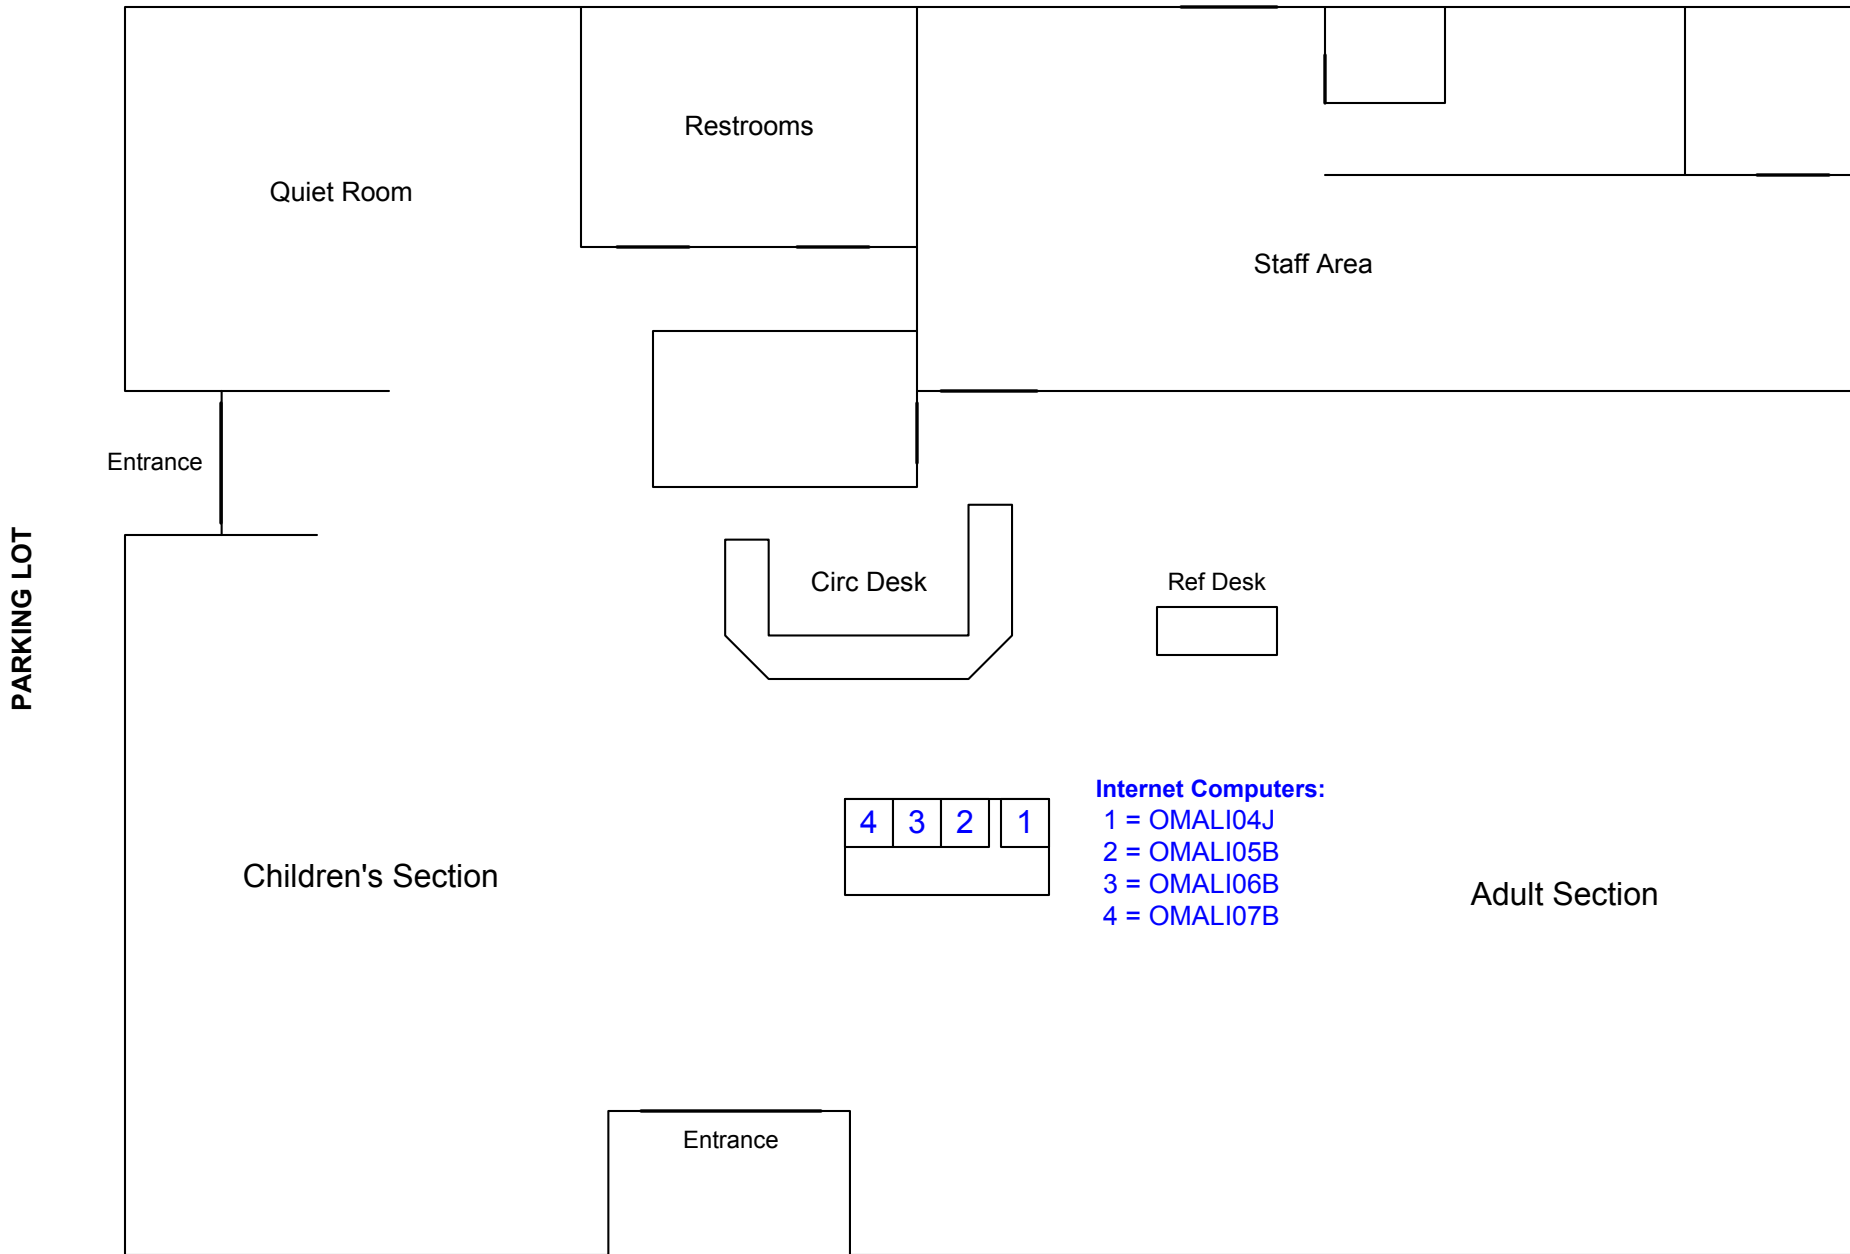 Restrooms
Quiet Room
Staff Area
Entrance
PARKING LOT
Circ Desk
Ref Desk
Internet Computers:
1 = OMALI04J
2 = OMALI05B
3 = OMALI06B
4 = OMALI07B
4 3 2 1
Children's Section
Adult Section
Entrance